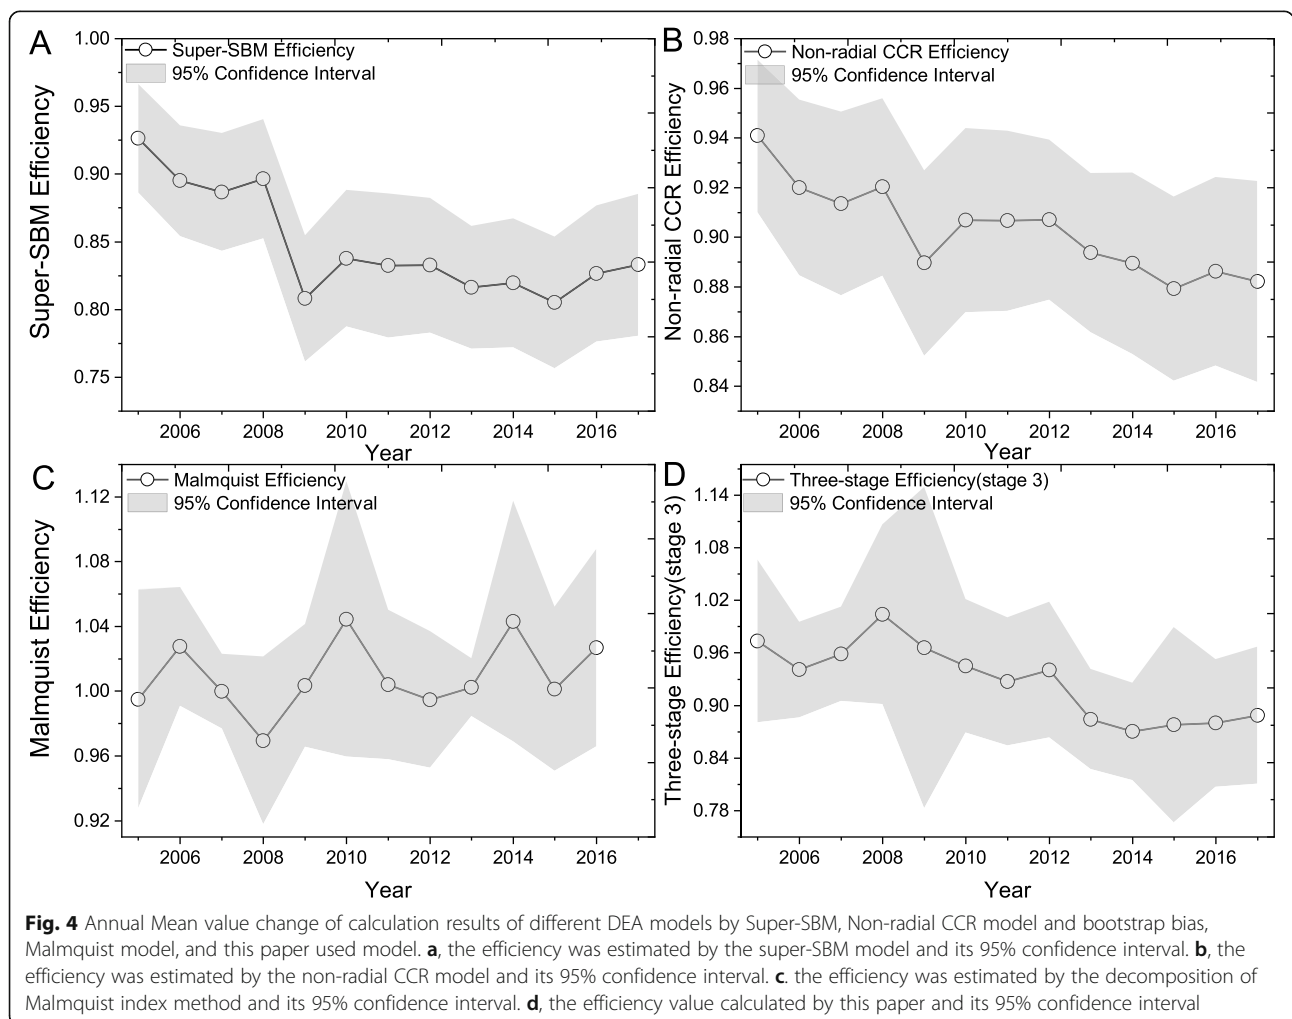 A
1.00
0.95
0.90
0.85
0.80
0.75
Super-SBM Efficiency
Super-SBM Efficiency
95% Confidence Interval
2006 2008 2010 2012 2014 2016
Year
B
0.98
0.96
0.94
0.92
0.90
0.88
0.86
0.84
Non-radial CCR Efficiency
Non-radial CCR Efficiency
95% Confidence Interval
2006 2008 2010 2012 2014 2016
Year
C
1.12
1.08
1.04
1.00
0.96
0.92
Malmquist Efficiency
Malmquist Efficiency
95% Confidence Interval
2006 2008 2010 2012 2014 2016
Year
D
1.14
1.08
1.02
0.96
0.90
0.84
0.78
Three-stage Efficiency(stage 3)
Three-stage Efficiency(stage 3)
95% Confidence Interval
2006 2008 2010 2012 2014 2016
Year
Fig. 4 Annual Mean value change of calculation results of different DEA models by Super-SBM, Non-radial CCR model and bootstrap bias,
Malmquist model, and this paper used model. a, the efficiency was estimated by the super-SBM model and its 95% confidence interval. b, the
efficiency was estimated by the non-radial CCR model and its 95% confidence interval. c. the efficiency was estimated by the decomposition of
Malmquist index method and its 95% confidence interval. d, the efficiency value calculated by this paper and its 95% confidence interval